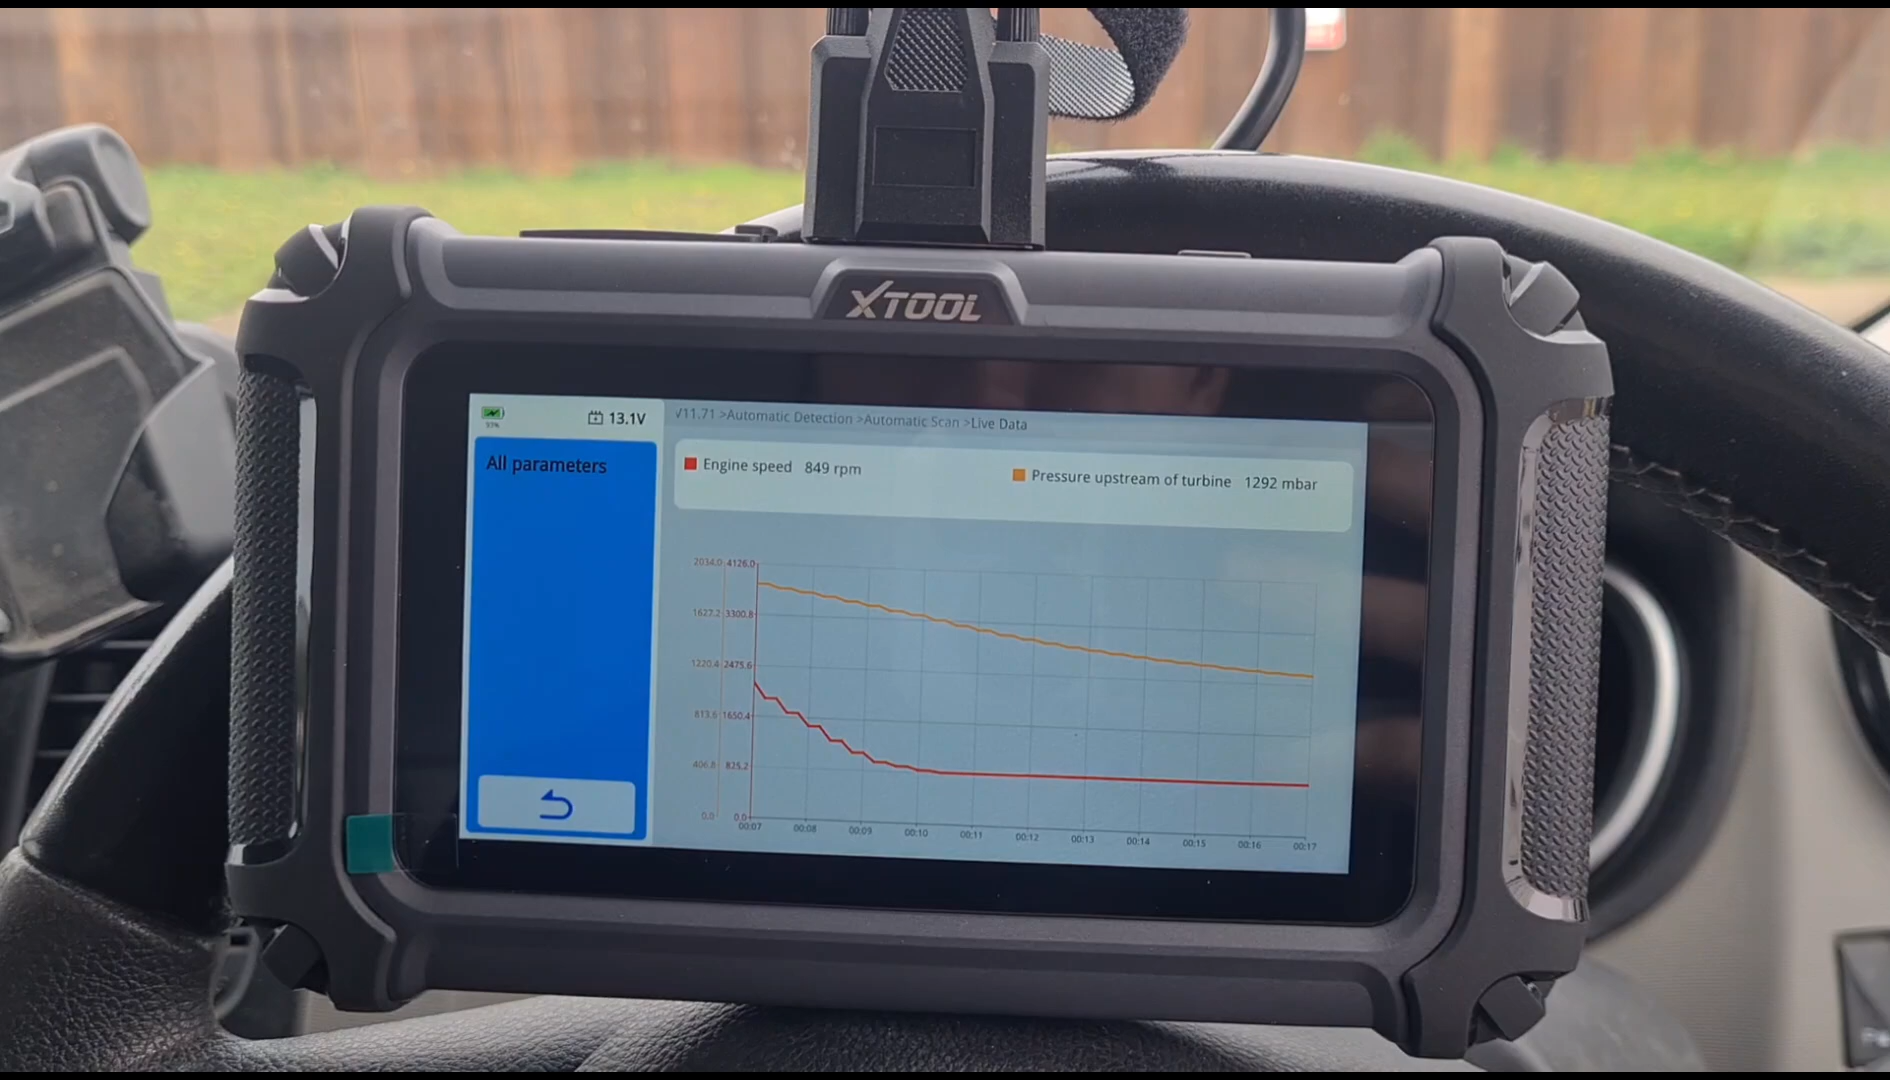 XTOOL
13.1V
V11.71 >Automatic Detection >Automatic Scan >Live Data
All parameters
Engine speed 849 rpm
Pressure upstream of turbine 1292 mbar
2034.0 4126.0
1627.2 3300.8
1220.4 2475.6
813.6 1650.4
406.8 825.2
0.0 0.0
00:07 00:08 00:09 00:10 00:11 00:12 00:13 00:14 00:15 00:16 00:17